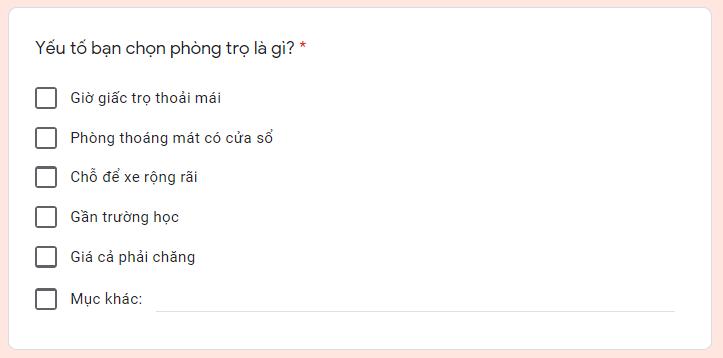 Yếu tố bạn chọn phòng trọ là gì? *
Giờ giấc trọ thoải mái
Phòng thoáng mát có cửa sổ
Chỗ để xe rộng rãi
Gần trường học
Giá cả phải chăng
Mục khác: